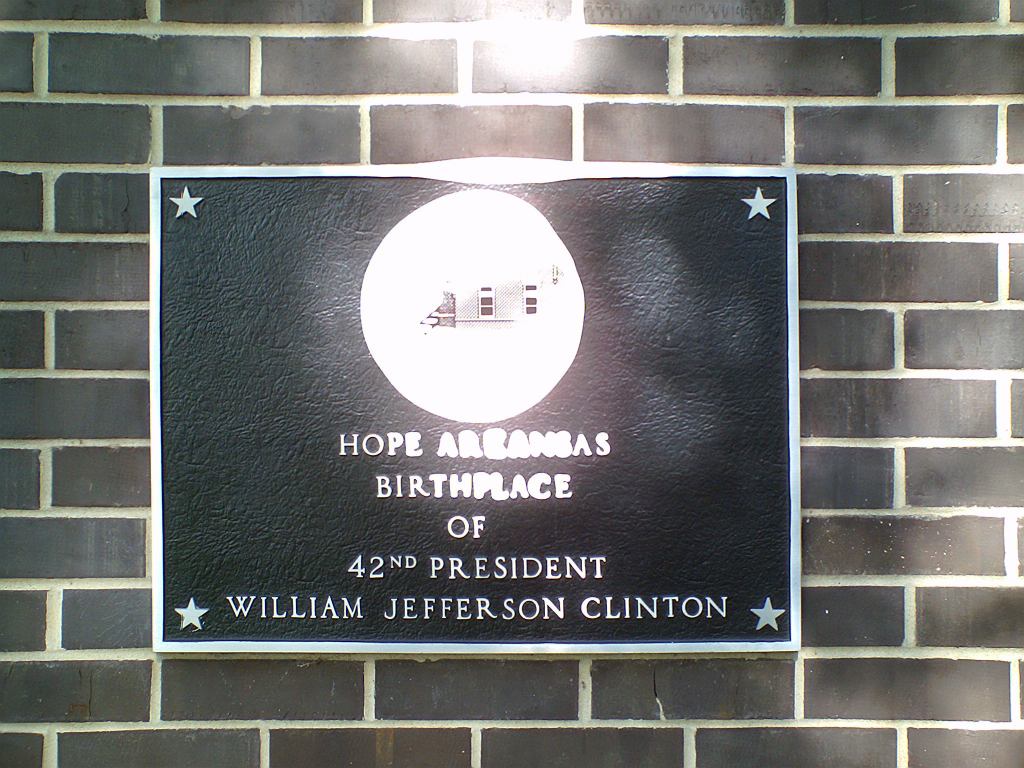 HOPE ARKANSAS
BIRTHPLACE
OF
42ND PRESIDENT
WILLIAM JEFFERSON CLINTON